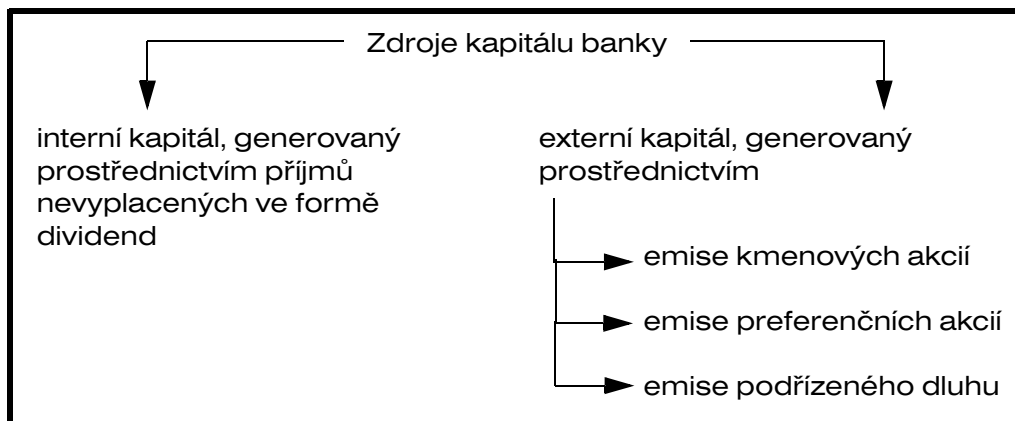 Zdroje kapitálu banky
interní kapitál, generovaný
prostřednictvím příjmů
nevyplacených ve formě
dividend
externí kapitál, generovaný
prostřednictvím
emise kmenových akcií
emise preferenčních akcií
emise podřízeného dluhu